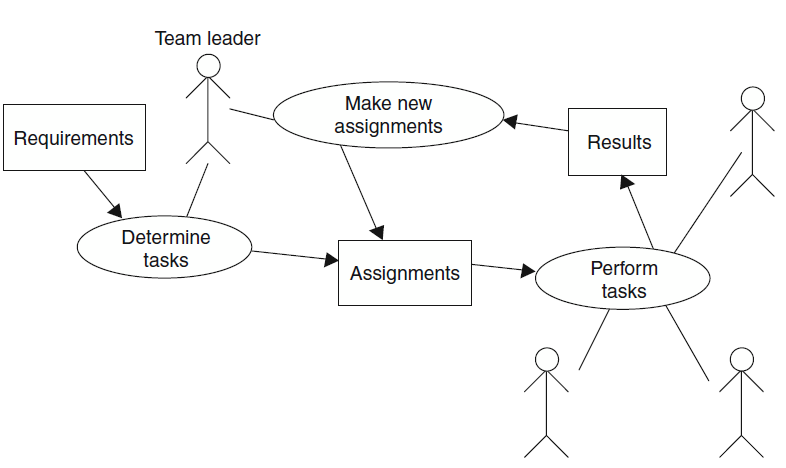 Team leader
Make new
assignments
Requirements
Results
Determine
tasks
Assignments
Perform
tasks